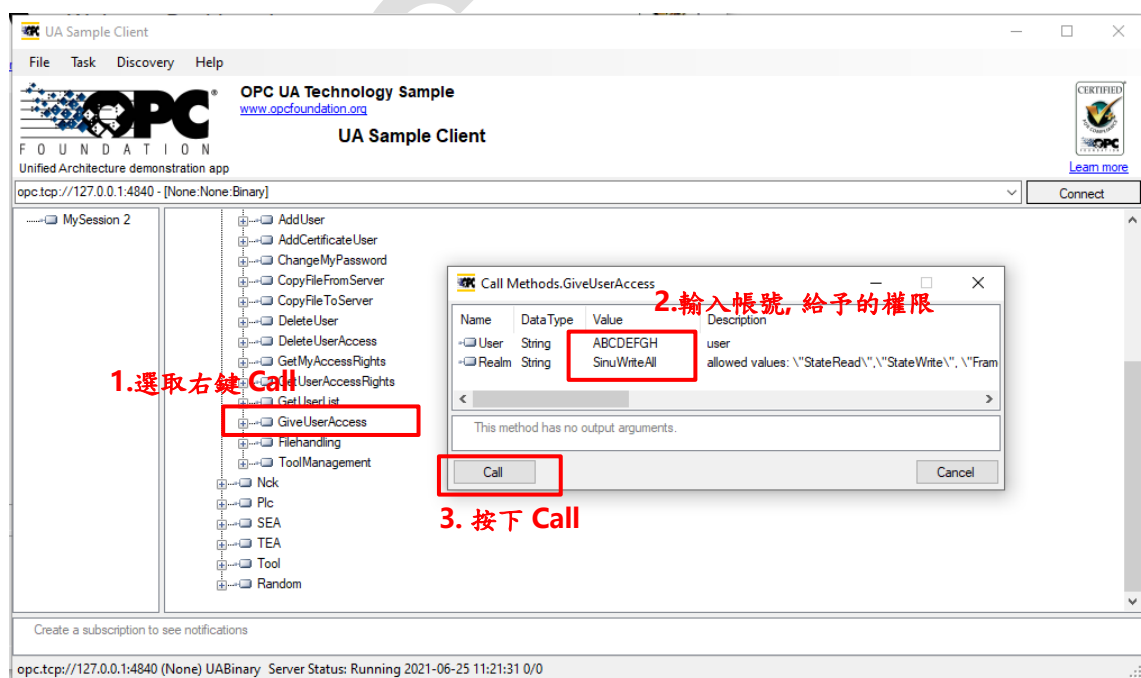 UA Sample Client
File Task Discovery Help
OPC
FOUNDATION
Unified Architecture demonstration app
OPC UA Technology Sample
www.opcfoundation.org
UA Sample Client
CERTIFIED
OPC
Learn more
opc.tcp://127.0.0.1:4840 - [None:None:Binary]
Connect
MySession 2
AddUser
AddCertificateUser
ChangeMyPassword
CopyFileFromServer
CopyFileToServer
DeleteUser
DeleteUserAccess
GetMyAccessRights
GetUserAccessRights
1.選取右鍵 Call
GetUserList
GiveUserAccess
Filehandling
ToolManagement
Nck
Plc
SEA
TEA
Tool
Random
Call Methods.GiveUserAccess
2.輸入帳號, 給予的權限
Name DataType Value Description
User String ABCDEFGH user
Realm String SinuWriteAll allowed values: \"StateRead\",\"StateWrite\", \"Fram
This method has no output arguments.
Call Cancel
3. 按下 Call
Create a subscription to see notifications
opc.tcp://127.0.0.1:4840 (None) UABinary Server Status: Running 2021-06-25 11:21:31 0/0